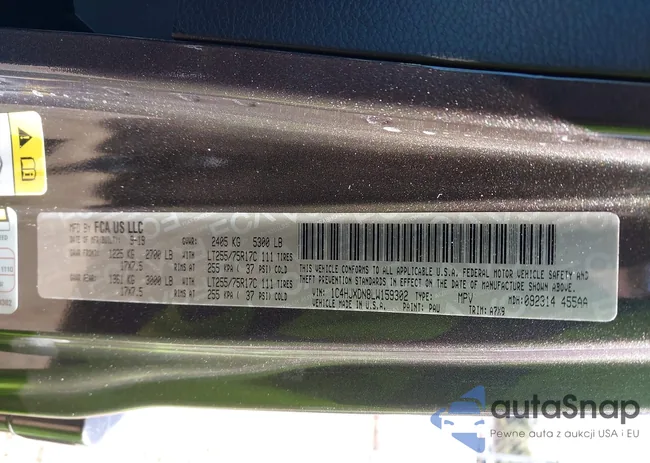 MFD BY FCA US LLC
DATE OF MFR 9-19 GVWR: 2405 KG 5300 LB
GAWR FRONT: 1225 KG 2700 LB WITH LT255/75R17C 111 TIRES
17X7.5 RIMS AT 255 KPA ( 37 PSI) COLD
GAWR REAR: 1361 KG 3000 LB WITH LT255/75R17C 111 TIRES
17X7.5 RIMS AT 255 KPA ( 37 PSI) COLD
THIS VEHICLE CONFORMS TO ALL APPLICABLE U.S.A. FEDERAL MOTOR VEHICLE
SAFETY, BUMPER, AND THEFT PREVENTION STANDARDS IN EFFECT ON THE DATE OF
MANUFACTURE SHOWN ABOVE.
VIN: 1C4HJXDN8LW159302 TYPE: MPV MDH: 092314 455AA
VEHICLE MADE IN U.S.A. PAINT: PAU TRIM: A7X9
autaSnap
Pewne auta z aukcji USA i EU